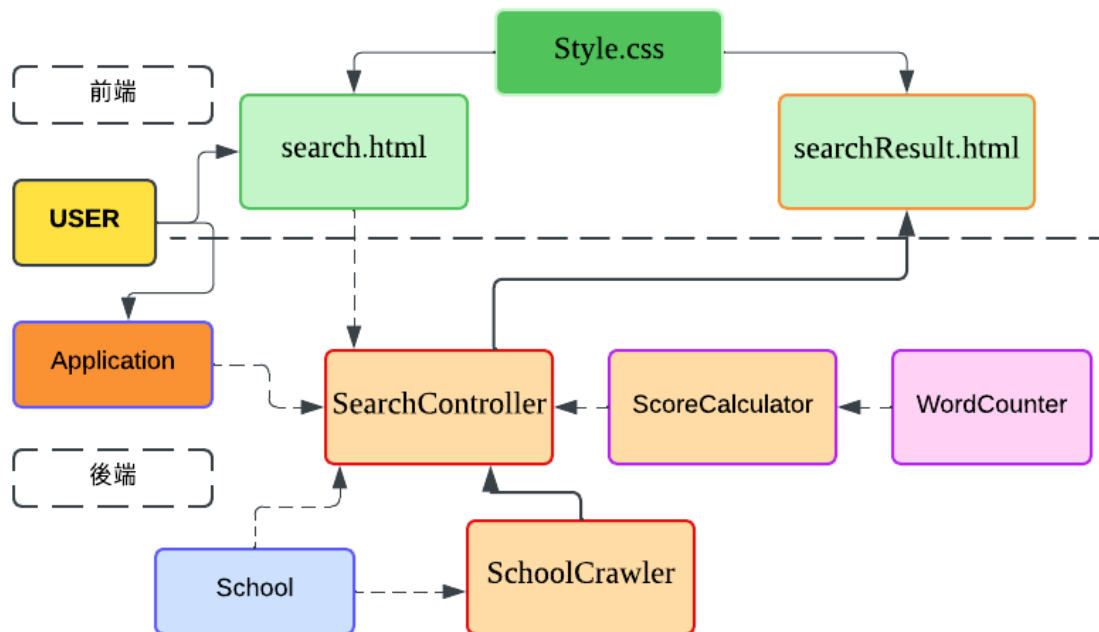 Style.css
前端
search.html
searchResult.html
USER
Application
SearchController
ScoreCalculator
WordCounter
後端
School
SchoolCrawler